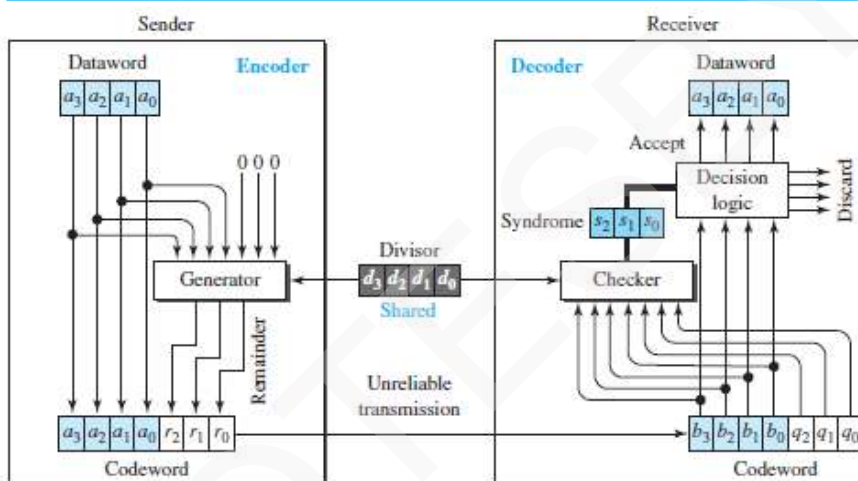 Sender
Receiver
Dataword
Encoder
Decoder
Dataword
a3 a2 a1 a0
a3 a2 a1 a0
0 0 0
Accept
Decision
logic
Discard
Syndrome s2 s1 s0
Divisor
Generator
d3 d2 d1 d0
Checker
Shared
Remainder
Unreliable
transmission
a3 a2 a1 a0 r2 r1 r0
b3 b2 b1 b0 q2 q1 q0
Codeword
Codeword